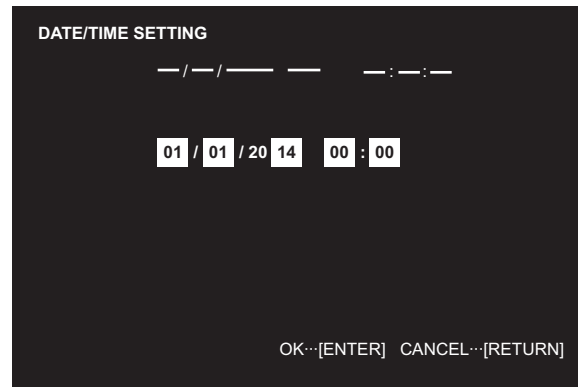 DATE/TIME SETTING
—/—/—— —— —:—:—
01 / 01 / 20 14 00 : 00
OK···[ENTER] CANCEL···[RETURN]